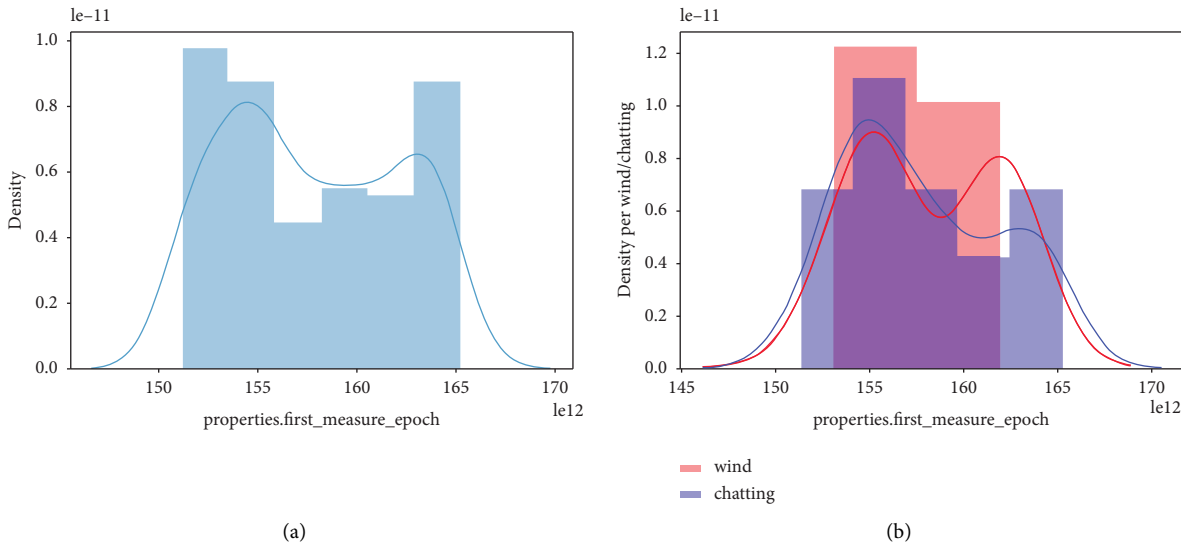 le–11
1.0
0.8
0.6
0.4
0.2
0.0
Density
150
155
160
165
170
le12
properties.first_measure_epoch
(a)
le–11
1.2
1.0
0.8
0.6
0.4
0.2
0.0
Density per wind/chatting
145
150
155
160
165
170
le12
properties.first_measure_epoch
wind
chatting
(b)